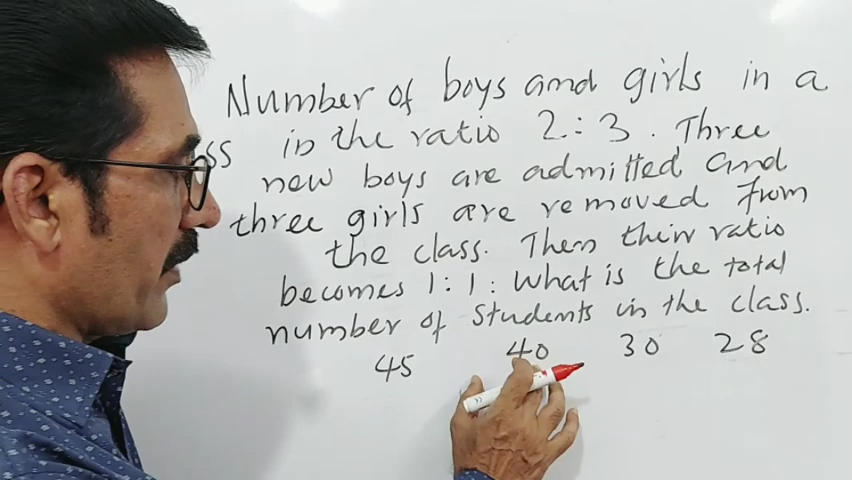 Number of boys and girls in a
ss in the ratio 2:3. Three
new boys are admitted and
three girls are removed from
the class. Then their ratio
becomes 1:1: What is the total
number of students in the class.
45 40 30 28